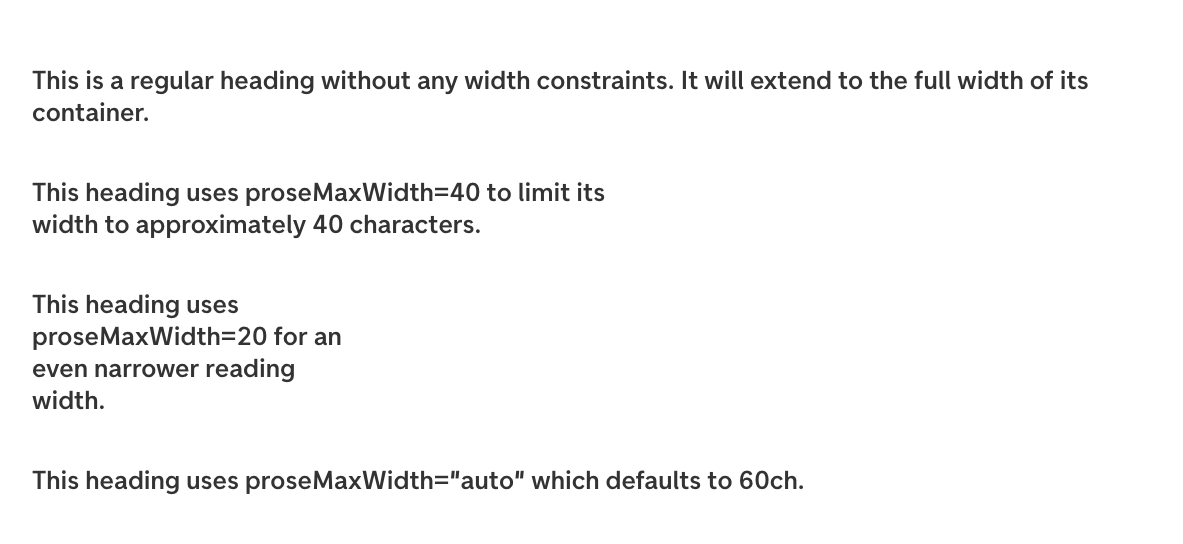 This is a regular heading without any width constraints. It will extend to the full width of its
container.
This heading uses proseMaxWidth=40 to limit its
width to approximately 40 characters.
This heading uses
proseMaxWidth=20 for an
even narrower reading
width.
This heading uses proseMaxWidth="auto" which defaults to 60ch.